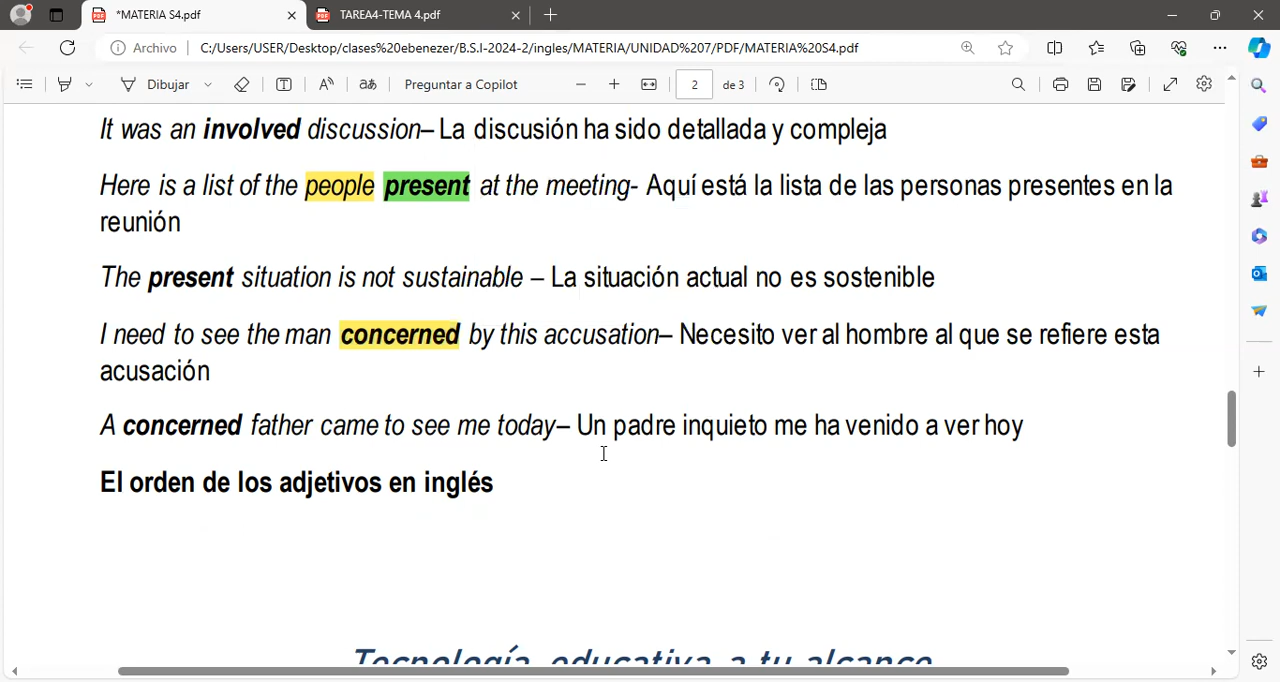 *MATERIA S4.pdf
TAREA4-TEMA 4.pdf
Archivo C:/Users/USER/Desktop/clases%20ebenezer/B.S.I-2024-2/ingles/MATERIA/UNIDAD%207/PDF/MATERIA%20S4.pdf
Dibujar
Preguntar a Copilot
2 de 3
It was an involved discussion– La discusión ha sido detallada y compleja
Here is a list of the people present at the meeting- Aquí está la lista de las personas presentes en la
reunión
The present situation is not sustainable – La situación actual no es sostenible
I need to see the man concerned by this accusation– Necesito ver al hombre al que se refiere esta
acusación
A concerned father came to see me today– Un padre inquieto me ha venido a ver hoy
El orden de los adjetivos en inglés
Tecnología educativa a tu alcance